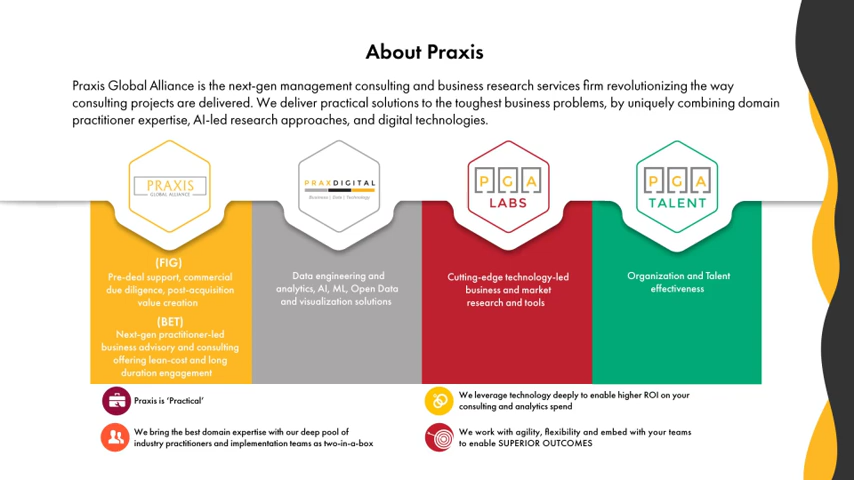 About Praxis
Praxis Global Alliance is the next-gen management consulting and business research services firm revolutionizing the way
consulting projects are delivered. We deliver practical solutions to the toughest business problems, by uniquely combining domain
practitioner expertise, AI-led research approaches, and digital technologies.
PRAXIS
GLOBAL ALLIANCE
(FIG)
Pre-deal support, commercial
due diligence, post-acquisition
value creation
(BET)
Next-gen practitioner-led
business advisory and consulting
offering lean-cost and long
duration engagement
PRAXDIGITAL
Business | Data | Technology
Data engineering and
analytics, AI, ML, Open Data
and visualization solutions
PGA
LABS
Cutting-edge technology-led
business and market
research and tools
PGA
TALENT
Organization and Talent
effectiveness
Praxis is 'Practical'
We bring the best domain expertise with our deep pool of
industry practitioners and implementation teams as two-in-a-box
We leverage technology deeply to enable higher ROI on your
consulting and analytics spend
We work with agility, flexibility and embed with your teams
to enable SUPERIOR OUTCOMES